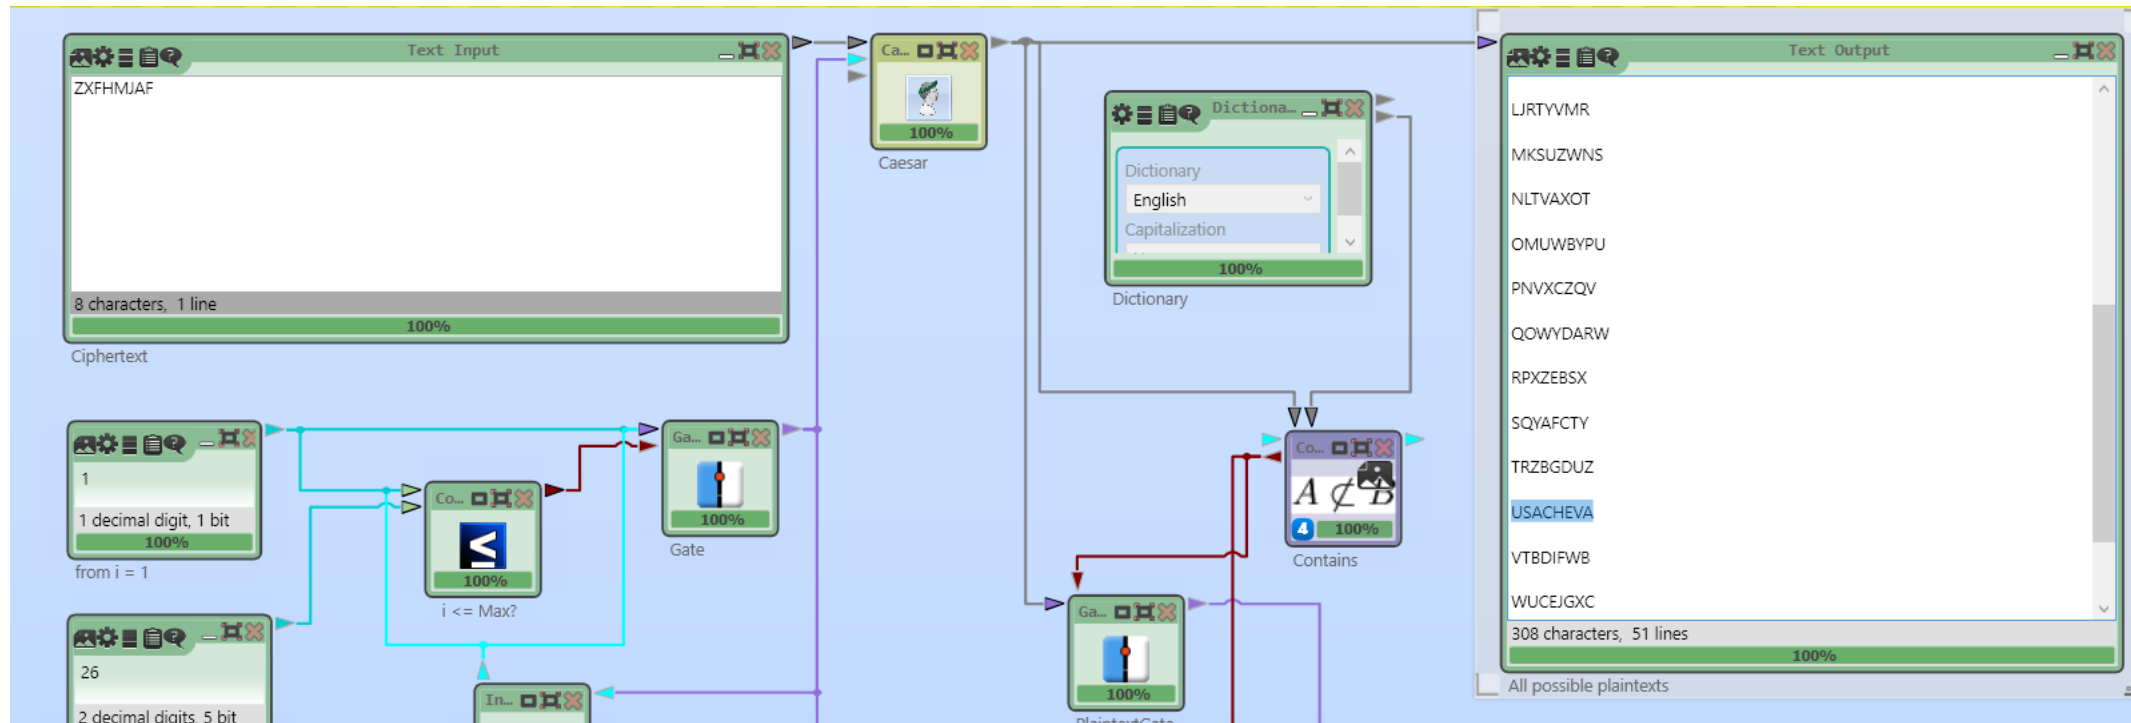 Text Input
ZXFHMJAF
8 characters, 1 line
100%
Ciphertext
Ca...
100%
Caesar
Dictiona...
Dictionary
English
Capitalization
100%
Dictionary
Text Output
LJRTYVMR
MKSUZWNS
NLTVAXOT
OMUWBYPU
PNVXCZQV
QOWYDARW
RPXZEBSX
SQYAFCTY
TRZBGDUZ
USACHEVA
VTBDIFWB
WUCEJGXC
308 characters, 51 lines
100%
All possible plaintexts
1
1 decimal digit, 1 bit
100%
from i = 1
Co...
100%
i <= Max?
Ga...
100%
Gate
Co...
A ⊄ B
4
100%
Contains
26
2 decimal digits, 5 bit
In...
Ga...
100%
PlaintextGate